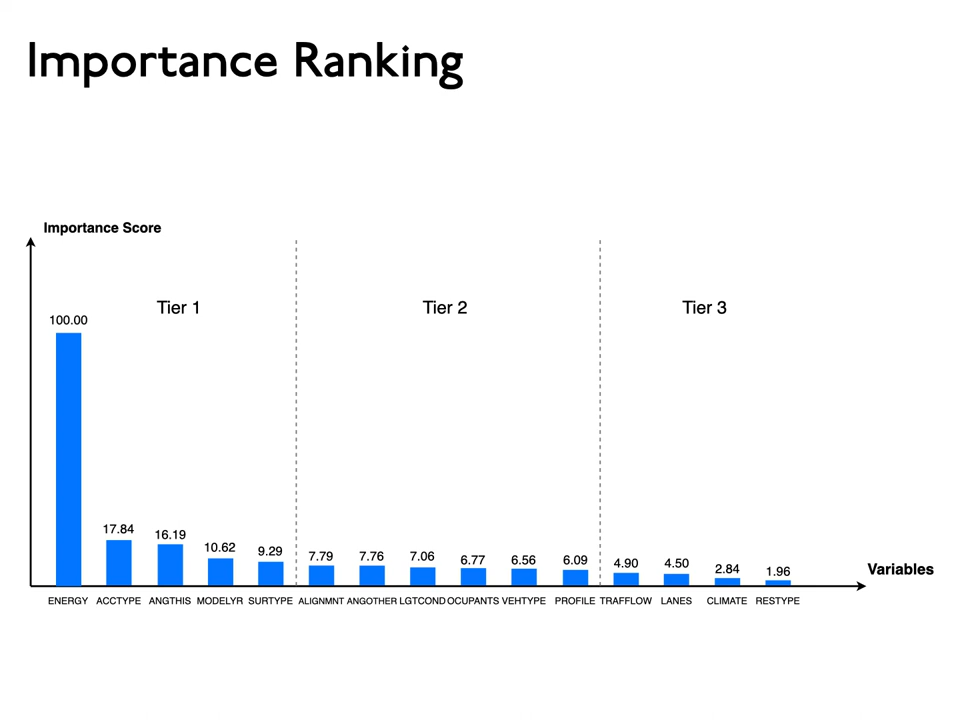 Importance Ranking
Importance Score
Tier 1 Tier 2 Tier 3
100.00
17.84 16.19 10.62 9.29 7.79 7.76 7.06 6.77 6.56 6.09 4.90 4.50 2.84 1.96
Variables
ENERGY ACCTYPE ANGTHIS MODELYR SURTYPE ALIGNMNT ANGOTHER LGTCOND OCUPANTS VEHTYPE PROFILE TRAFFLOW LANES CLIMATE RESTYPE